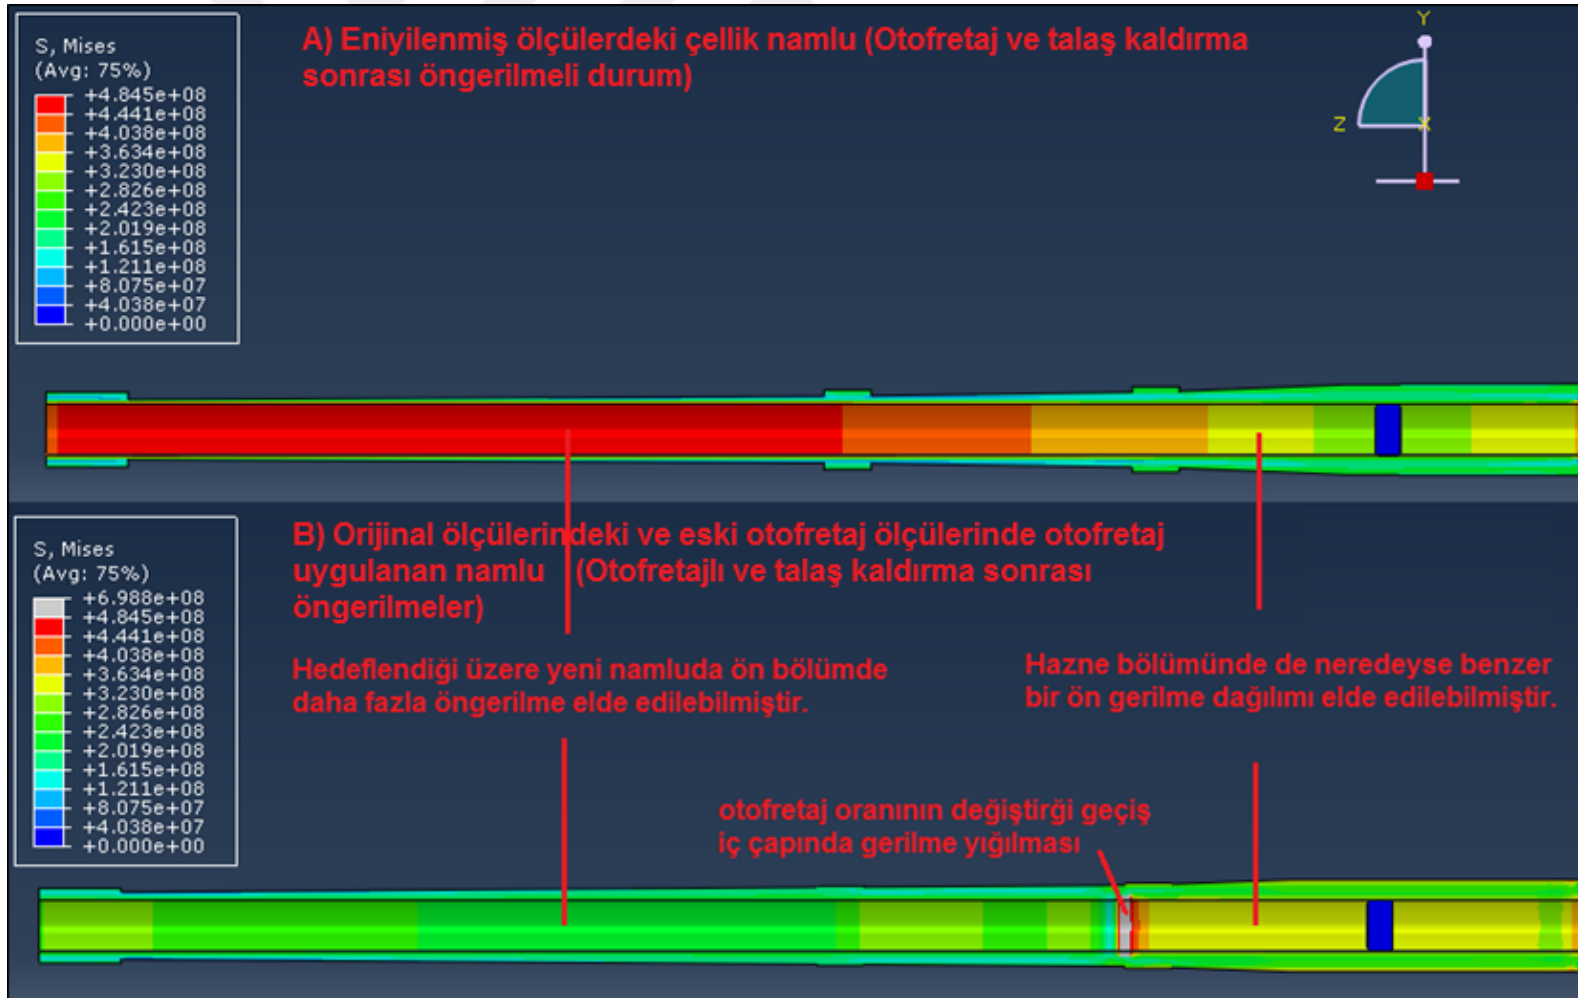 S, Mises
(Avg: 75%)
+4.845e+08
+4.441e+08
+4.038e+08
+3.634e+08
+3.230e+08
+2.826e+08
+2.423e+08
+2.019e+08
+1.615e+08
+1.211e+08
+8.075e+07
+4.038e+07
+0.000e+00
A) Eniyilenmiş ölçülerdeki çellik namlu (Otofretaj ve talaş kaldırma
sonrası öngerilmeli durum)
Y
Z
X
S, Mises
(Avg: 75%)
+6.988e+08
+4.845e+08
+4.441e+08
+4.038e+08
+3.634e+08
+3.230e+08
+2.826e+08
+2.423e+08
+2.019e+08
+1.615e+08
+1.211e+08
+8.075e+07
+4.038e+07
+0.000e+00
B) Orijinal ölçülerindeki ve eski otofretaj ölçülerinde otofretaj
uygulanan namlu (Otofretajlı ve talaş kaldırma sonrası
öngerilmeler)
Hedeflendiği üzere yeni namluda ön bölümde
daha fazla öngerilme elde edilebilmiştir.
Hazne bölümünde de neredeyse benzer
bir ön gerilme dağılımı elde edilebilmiştir.
otofretaj oranının değiştirği geçiş
iç çapında gerilme yığılması